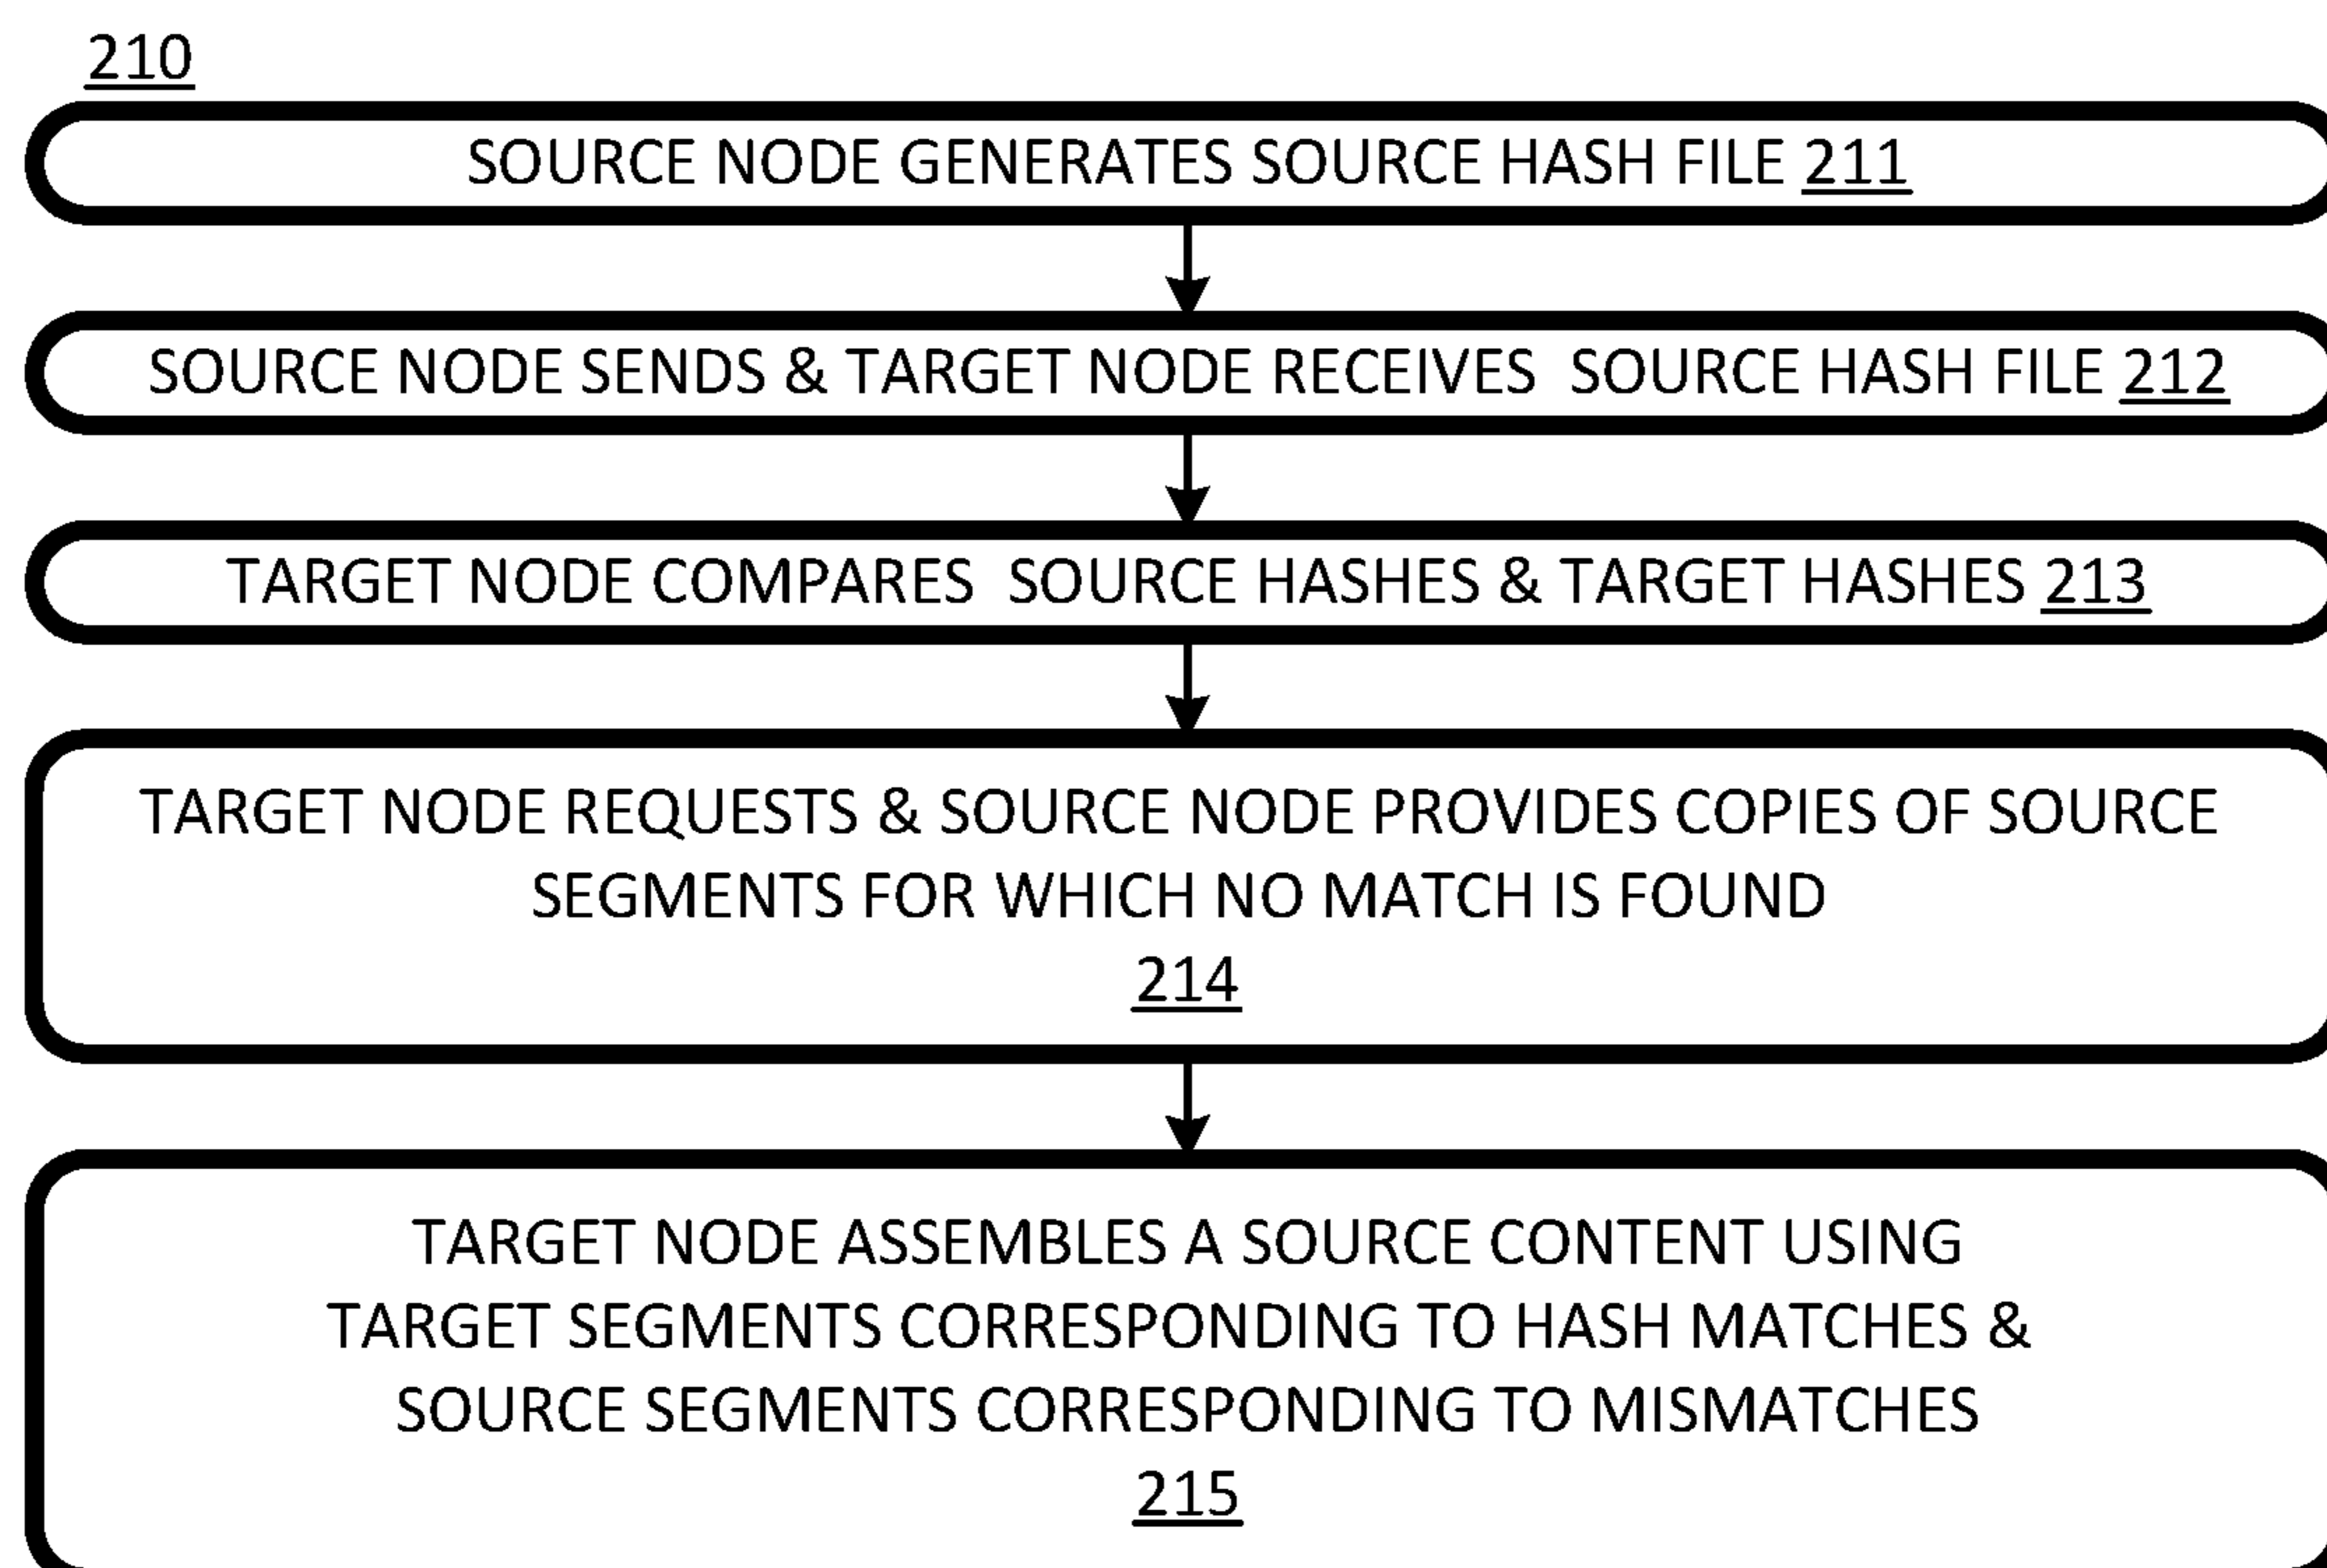 210
SOURCE NODE GENERATES SOURCE HASH FILE 211
SOURCE NODE SENDS & TARGET NODE RECEIVES SOURCE HASH FILE 212
TARGET NODE COMPARES SOURCE HASHES & TARGET HASHES 213
TARGET NODE REQUESTS & SOURCE NODE PROVIDES COPIES OF SOURCE
SEGMENTS FOR WHICH NO MATCH IS FOUND
214
TARGET NODE ASSEMBLES A SOURCE CONTENT USING
TARGET SEGMENTS CORRESPONDING TO HASH MATCHES &
SOURCE SEGMENTS CORRESPONDING TO MISMATCHES
215